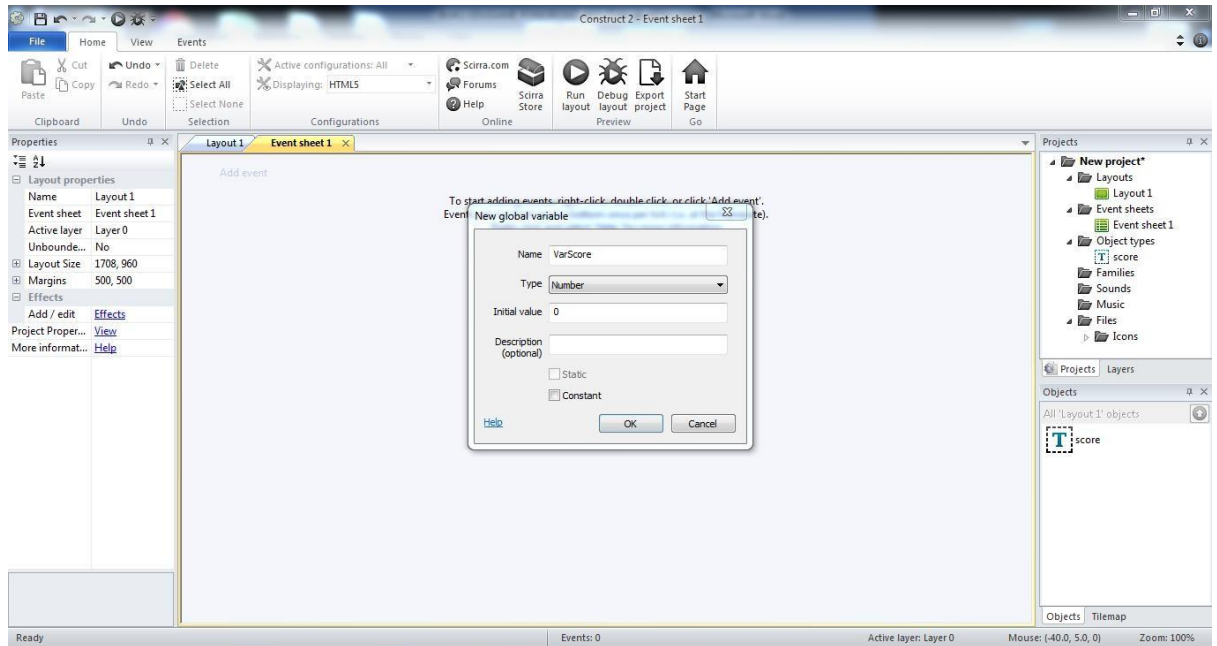 Construct 2 - Event sheet 1
File Home View Events
Paste
Cut
Copy
Clipboard
Undo
Redo
Undo
Delete
Select All
Select None
Selection
Active configurations: All
Displaying: HTML5
Configurations
Scirra.com
Forums
Help
Scirra Store
Online
Run layout
Debug layout
Export project
Preview
Start Page
Go
Properties
Layout properties
Name Layout 1
Event sheet Event sheet 1
Active layer Layer 0
Unbounde... No
Layout Size 1708, 960
Margins 500, 500
Effects
Add / edit Effects
Project Proper... View
More informat... Help
Layout 1 Event sheet 1
Add event
To start adding events, right-click, double click, or click 'Add event'.
Event
te).
New global variable
Name VarScore
Type Number
Initial value 0
Description (optional)
Static
Constant
Help OK Cancel
Projects
New project*
Layouts
Layout 1
Event sheets
Event sheet 1
Object types
T score
Families
Sounds
Music
Files
Icons
Projects Layers
Objects
All 'Layout 1' objects
T score
Objects Tilemap
Ready Events: 0 Active layer: Layer 0 Mouse: (-40.0, 5.0, 0) Zoom: 100%